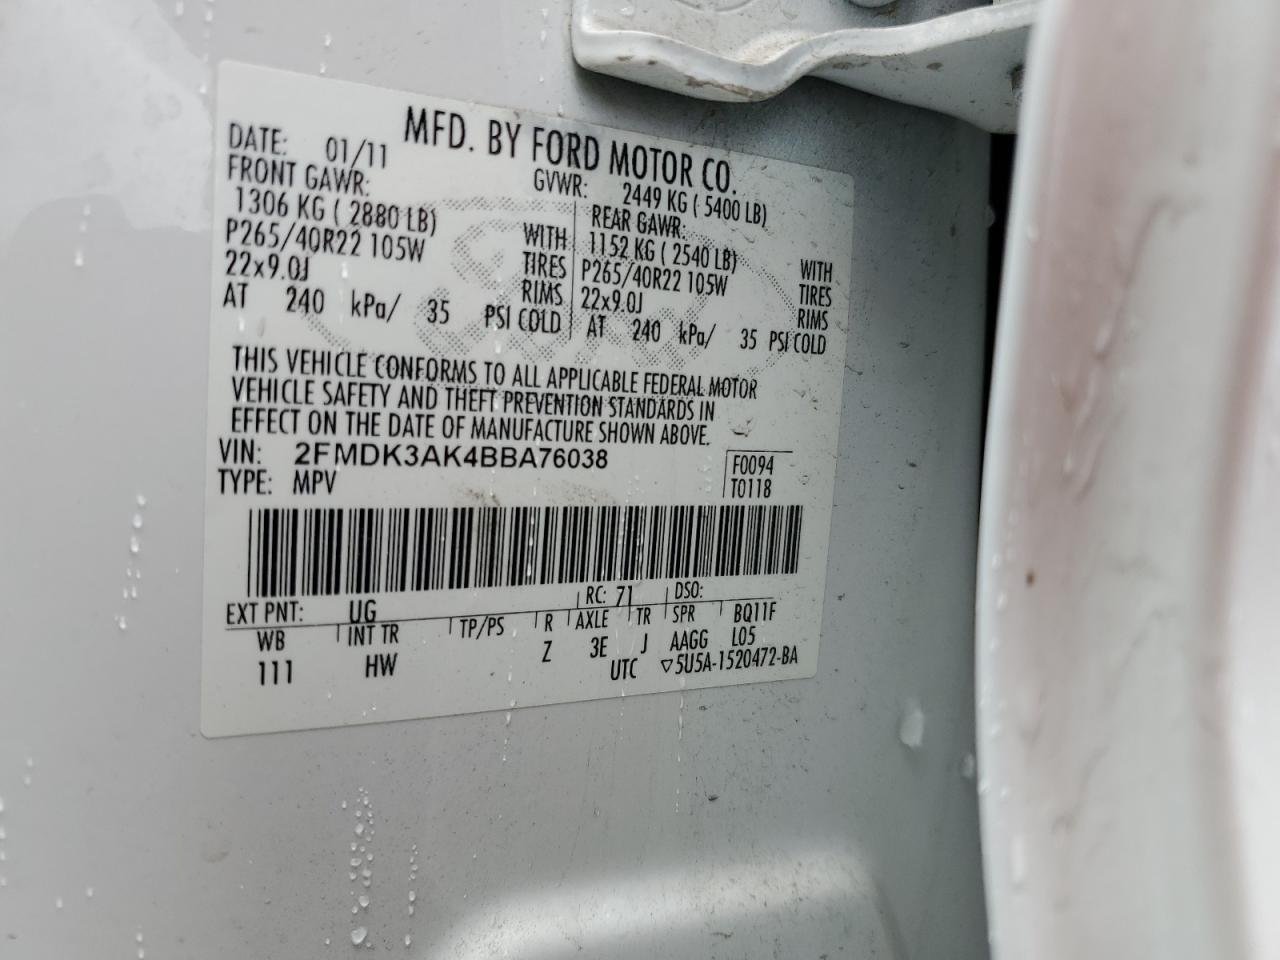 MFD. BY FORD MOTOR CO.
DATE: 01/11 GVWR: 2449 KG ( 5400 LB)
FRONT GAWR: REAR GAWR:
1306 KG ( 2880 LB) WITH 1152 KG ( 2540 LB) WITH
P265/40R22 105W TIRES P265/40R22 105W TIRES
22x9.0J RIMS 22x9.0J RIMS
AT 240 kPa/ 35 PSI COLD AT 240 kPa/ 35 PSI COLD
THIS VEHICLE CONFORMS TO ALL APPLICABLE FEDERAL MOTOR
VEHICLE SAFETY AND THEFT PREVENTION STANDARDS IN
EFFECT ON THE DATE OF MANUFACTURE SHOWN ABOVE.
VIN: 2FMDK3AK4BBA76038 F0094
TYPE: MPV T0118
EXT PNT: UG RC: 71 DSO:
WB INT TR TP/PS R AXLE TR SPR BQ11F
111 HW Z 3E J AAGG L05
UTC ▽5U5A-1520472-BA